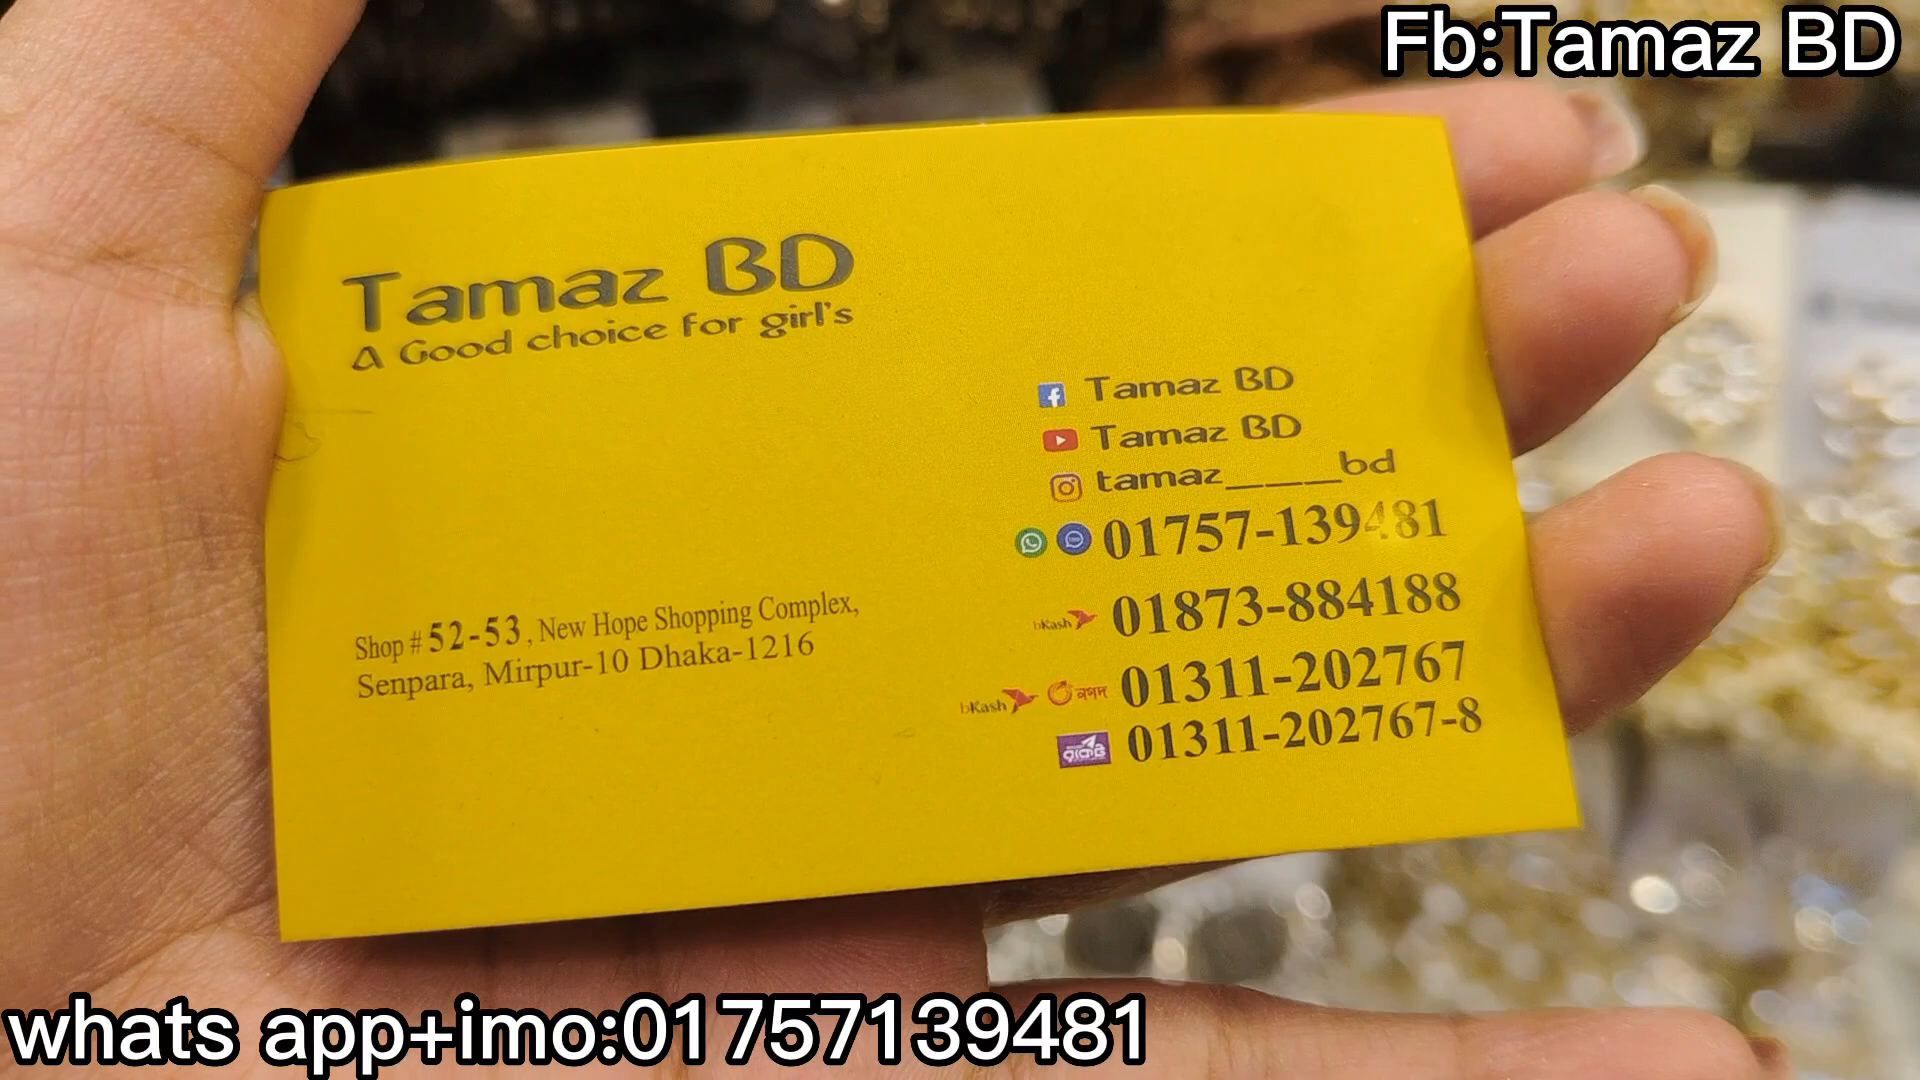 Fb:Tamaz BD
Tamaz BD
A Good choice for girl's
Tamaz BD
Tamaz BD
tamaz___bd
01757-139481
bKash 01873-884188
bKash নগদ 01311-202767
রকেট 01311-202767-8
Shop # 52-53, New Hope Shopping Complex,
Senpara, Mirpur-10 Dhaka-1216
whats app+imo:01757139481